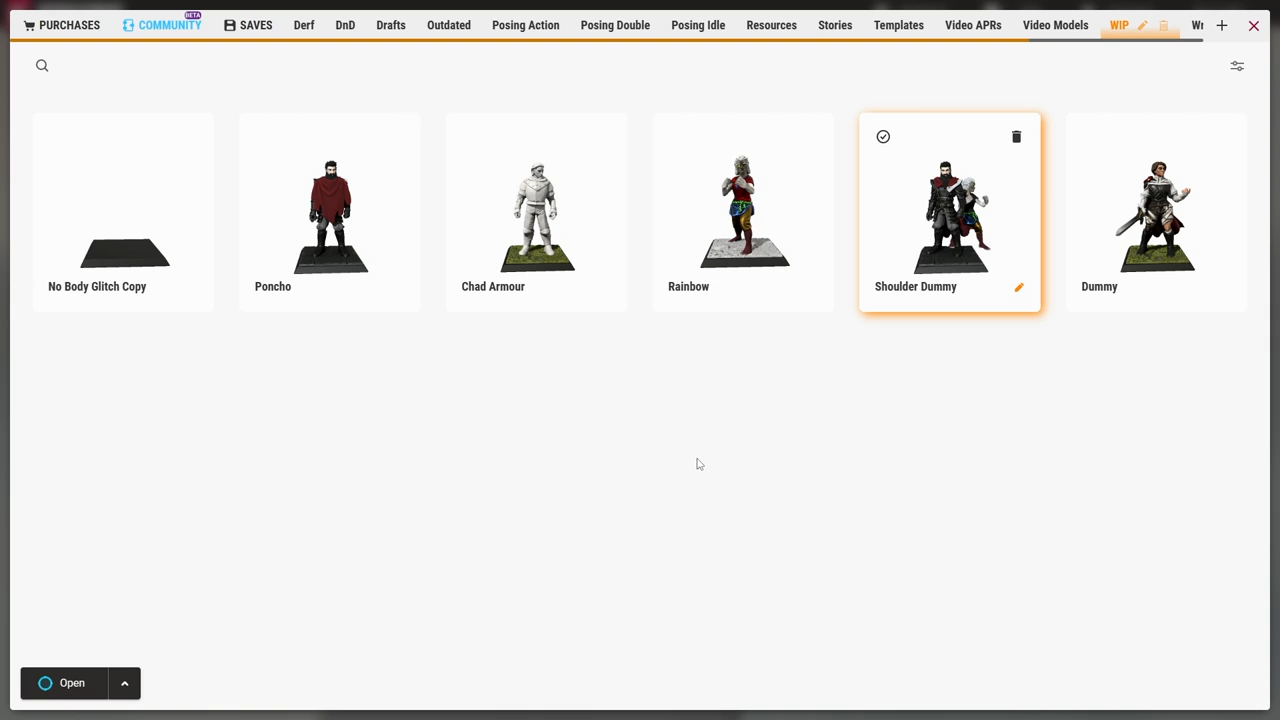 BETA
PURCHASES COMMUNITY SAVES Derf DnD Drafts Outdated Posing Action Posing Double Posing Idle Resources Stories Templates Video APRs Video Models WIP
No Body Glitch Copy Poncho Chad Armour Rainbow Shoulder Dummy Dummy
Open